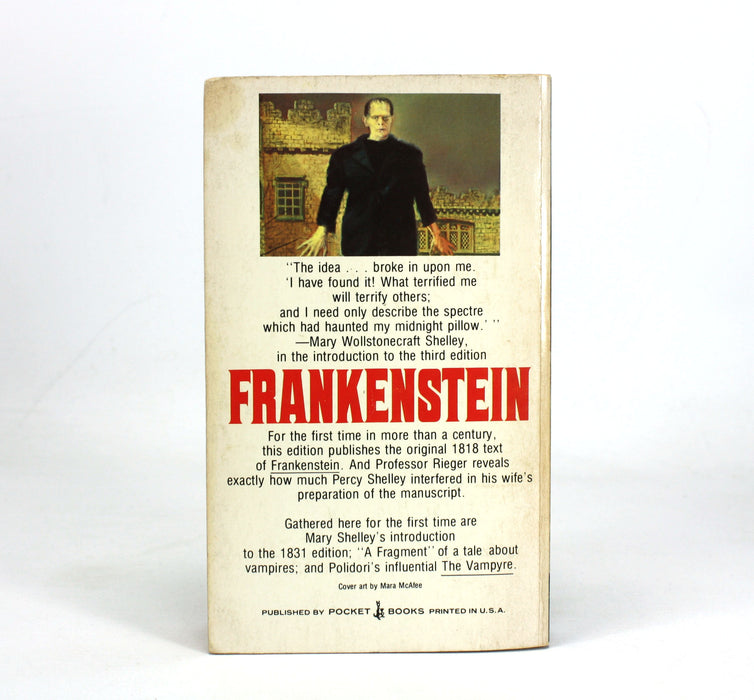 "The idea . . . broke in upon me.
'I have found it! What terrified me
will terrify others;
and I need only describe the spectre
which had haunted my midnight pillow.' "
—Mary Wollstonecraft Shelley,
in the introduction to the third edition
FRANKENSTEIN
For the first time in more than a century,
this edition publishes the original 1818 text
of Frankenstein. And Professor Rieger reveals
exactly how much Percy Shelley interfered in his wife's
preparation of the manuscript.
Gathered here for the first time are
Mary Shelley's introduction
to the 1831 edition; "A Fragment" of a tale about
vampires; and Polidori's influential The Vampyre.
Cover art by Mara McAfee
PUBLISHED BY POCKET BOOKS PRINTED IN U.S.A.